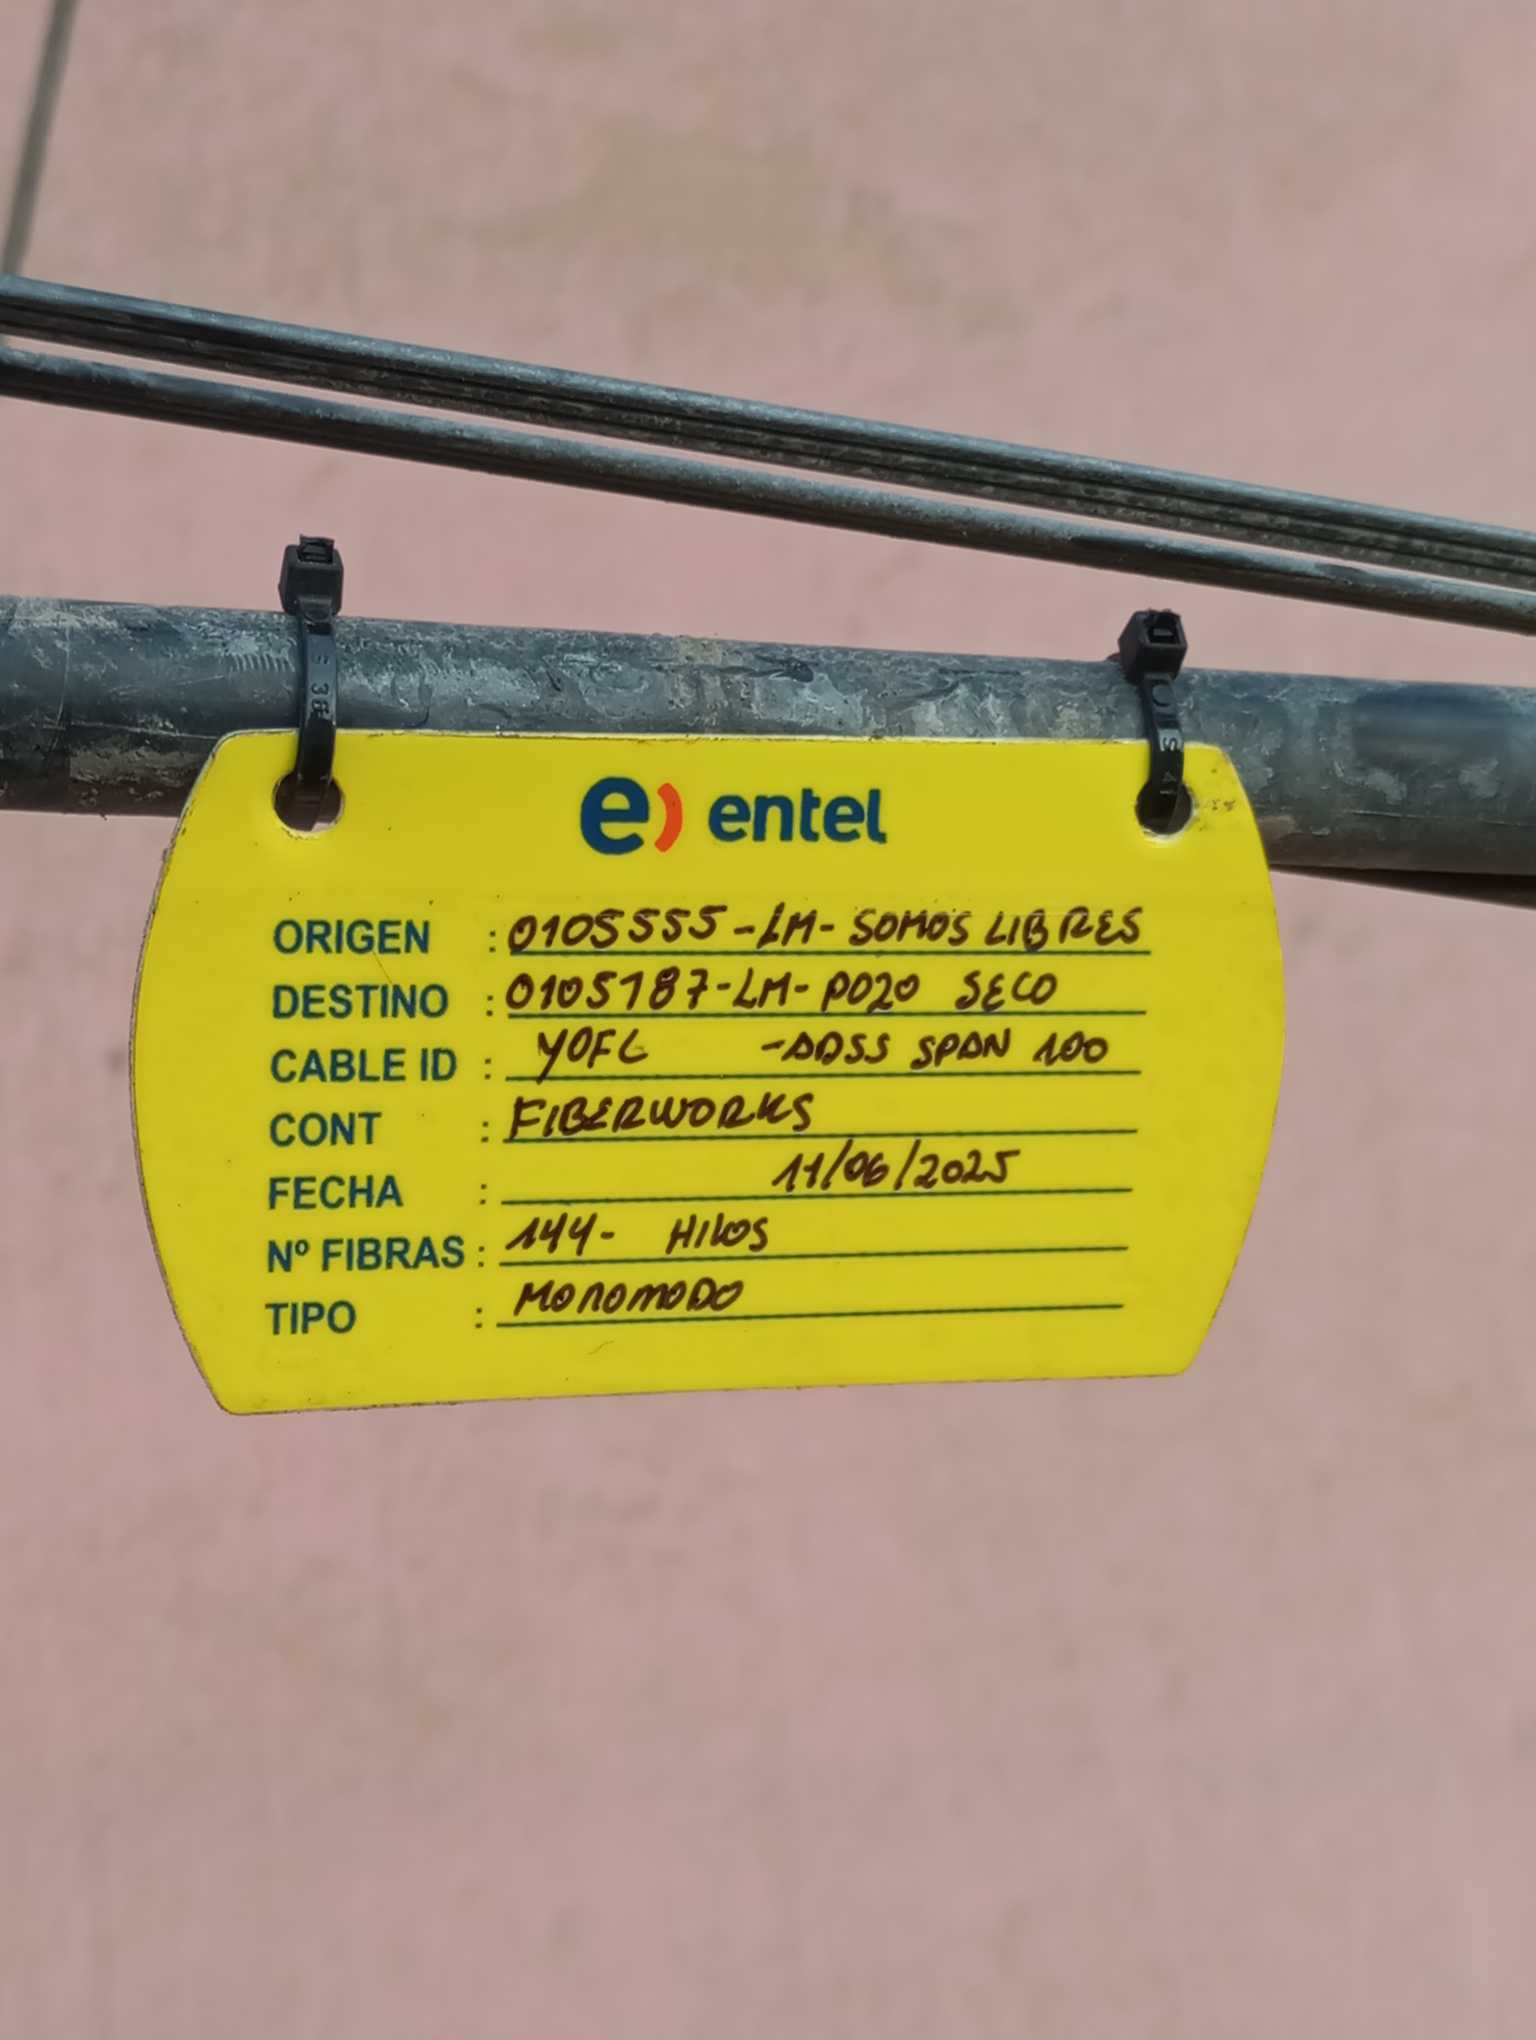 e) entel
ORIGEN : 0105555-LM-SOMOS LIBRES
DESTINO : 0105187-LM-POZO SECO
CABLE ID : YOFC -ADSS SPAN 100
CONT : FIBERWORKS
FECHA : 11/06/2025
Nº FIBRAS : 144- HILOS
TIPO : MONOMODO